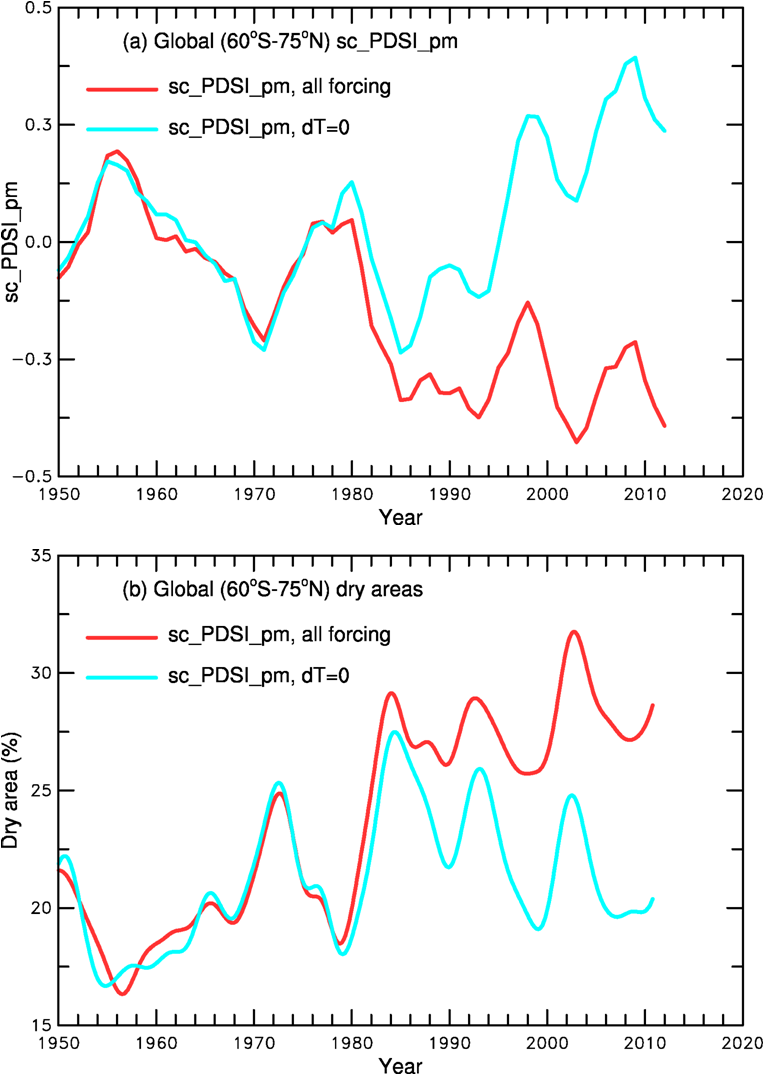 0.5
(a) Global (60°S-75°N) sc_PDSI_pm
sc_PDSI_pm, all forcing
sc_PDSI_pm, dT=0
0.3
0.0
−0.3
−0.5
sc_PDSI_pm
1950 1960 1970 1980 1990 2000 2010 2020
Year
35
(b) Global (60°S-75°N) dry areas
sc_PDSI_pm, all forcing
sc_PDSI_pm, dT=0
30
25
20
15
Dry area (%)
1950 1960 1970 1980 1990 2000 2010 2020
Year